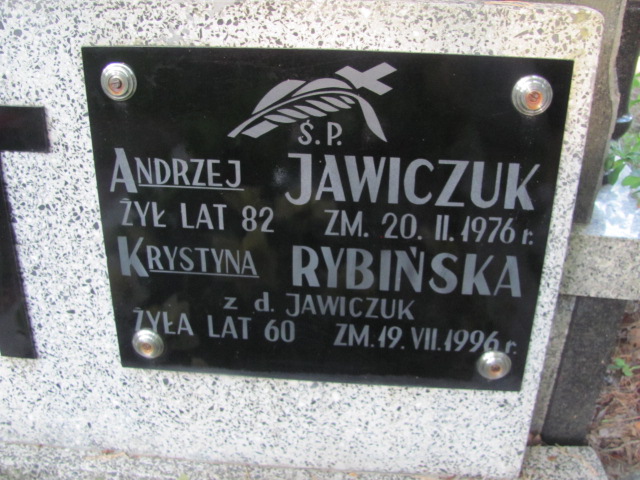 Ś.P.
ANDRZEJ JAWICZUK
ŻYŁ LAT 82 ZM. 20. II. 1976 r.
KRYSTYNA RYBIŃSKA
z d. JAWICZUK
ŻYŁA LAT 60 ZM. 19. VII. 1996 r.